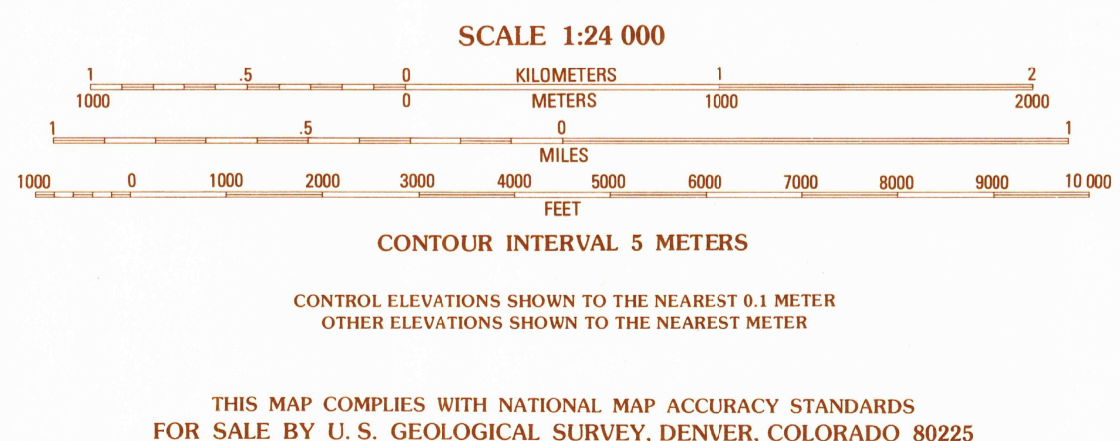 SCALE 1:24 000
1 .5 0 KILOMETERS 1 2
1000 0 METERS 1000 2000
1 .5 0 1
MILES
1000 0 1000 2000 3000 4000 5000 6000 7000 8000 9000 10 000
FEET
CONTOUR INTERVAL 5 METERS
CONTROL ELEVATIONS SHOWN TO THE NEAREST 0.1 METER
OTHER ELEVATIONS SHOWN TO THE NEAREST METER
THIS MAP COMPLIES WITH NATIONAL MAP ACCURACY STANDARDS
FOR SALE BY U. S. GEOLOGICAL SURVEY, DENVER, COLORADO 80225